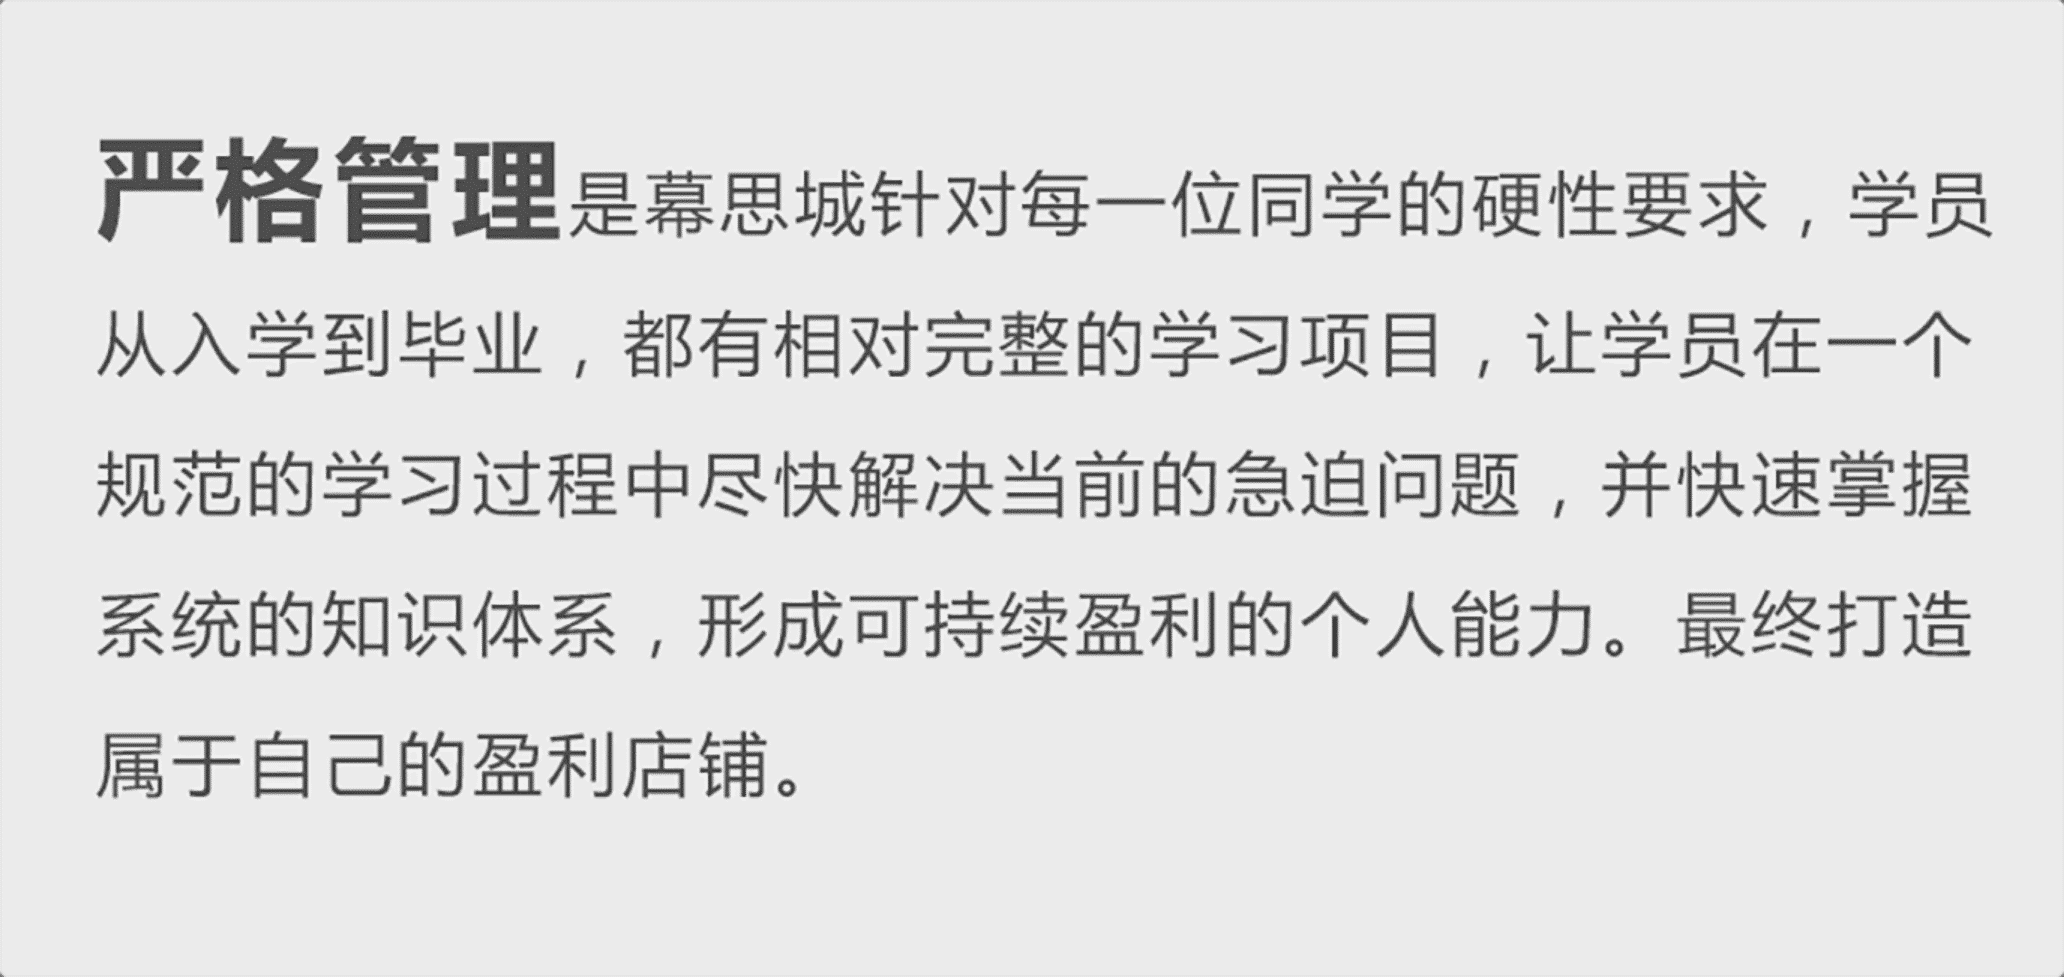 严格管理是幕思城针对每一位同学的硬性要求，学员
从入学到毕业，都有相对完整的学习项目，让学员在一个
规范的学习过程中尽快解决当前的急迫问题，并快速掌握
系统的知识体系，形成可持续盈利的个人能力。最终打造
属于自己的盈利店铺。